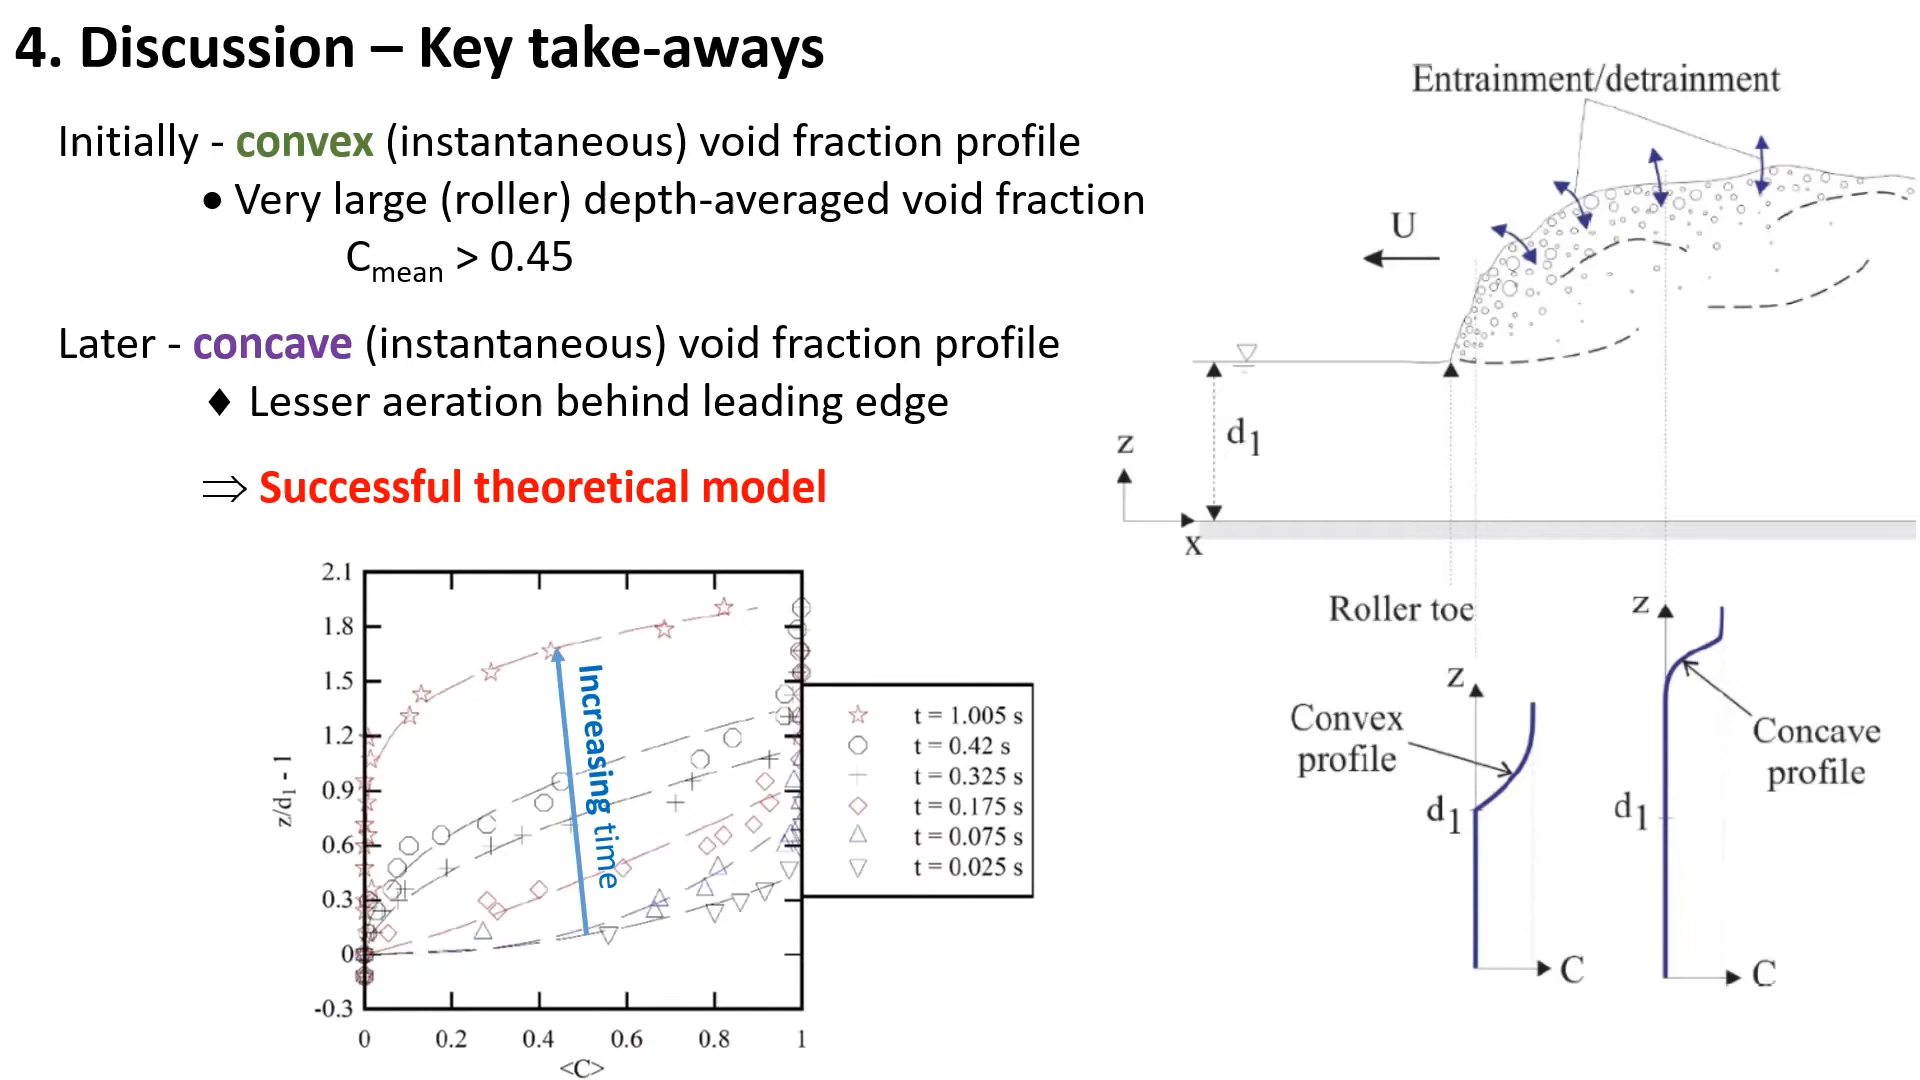 4. Discussion – Key take-aways
Initially - convex (instantaneous) void fraction profile
• Very large (roller) depth-averaged void fraction
Cmean > 0.45
Later - concave (instantaneous) void fraction profile
♦ Lesser aeration behind leading edge
⇒ Successful theoretical model
2.1
1.8
1.5
1.2
0.9
0.6
0.3
0
-0.3
z/d1 - 1
0
0.2
0.4
0.6
0.8
1
<C>
Increasing time
t = 1.005 s
t = 0.42 s
t = 0.325 s
t = 0.175 s
t = 0.075 s
t = 0.025 s
Entrainment/detrainment
U
d1
z
x
Roller toe
z
Convex
profile
d1
C
z
Concave
profile
d1
C